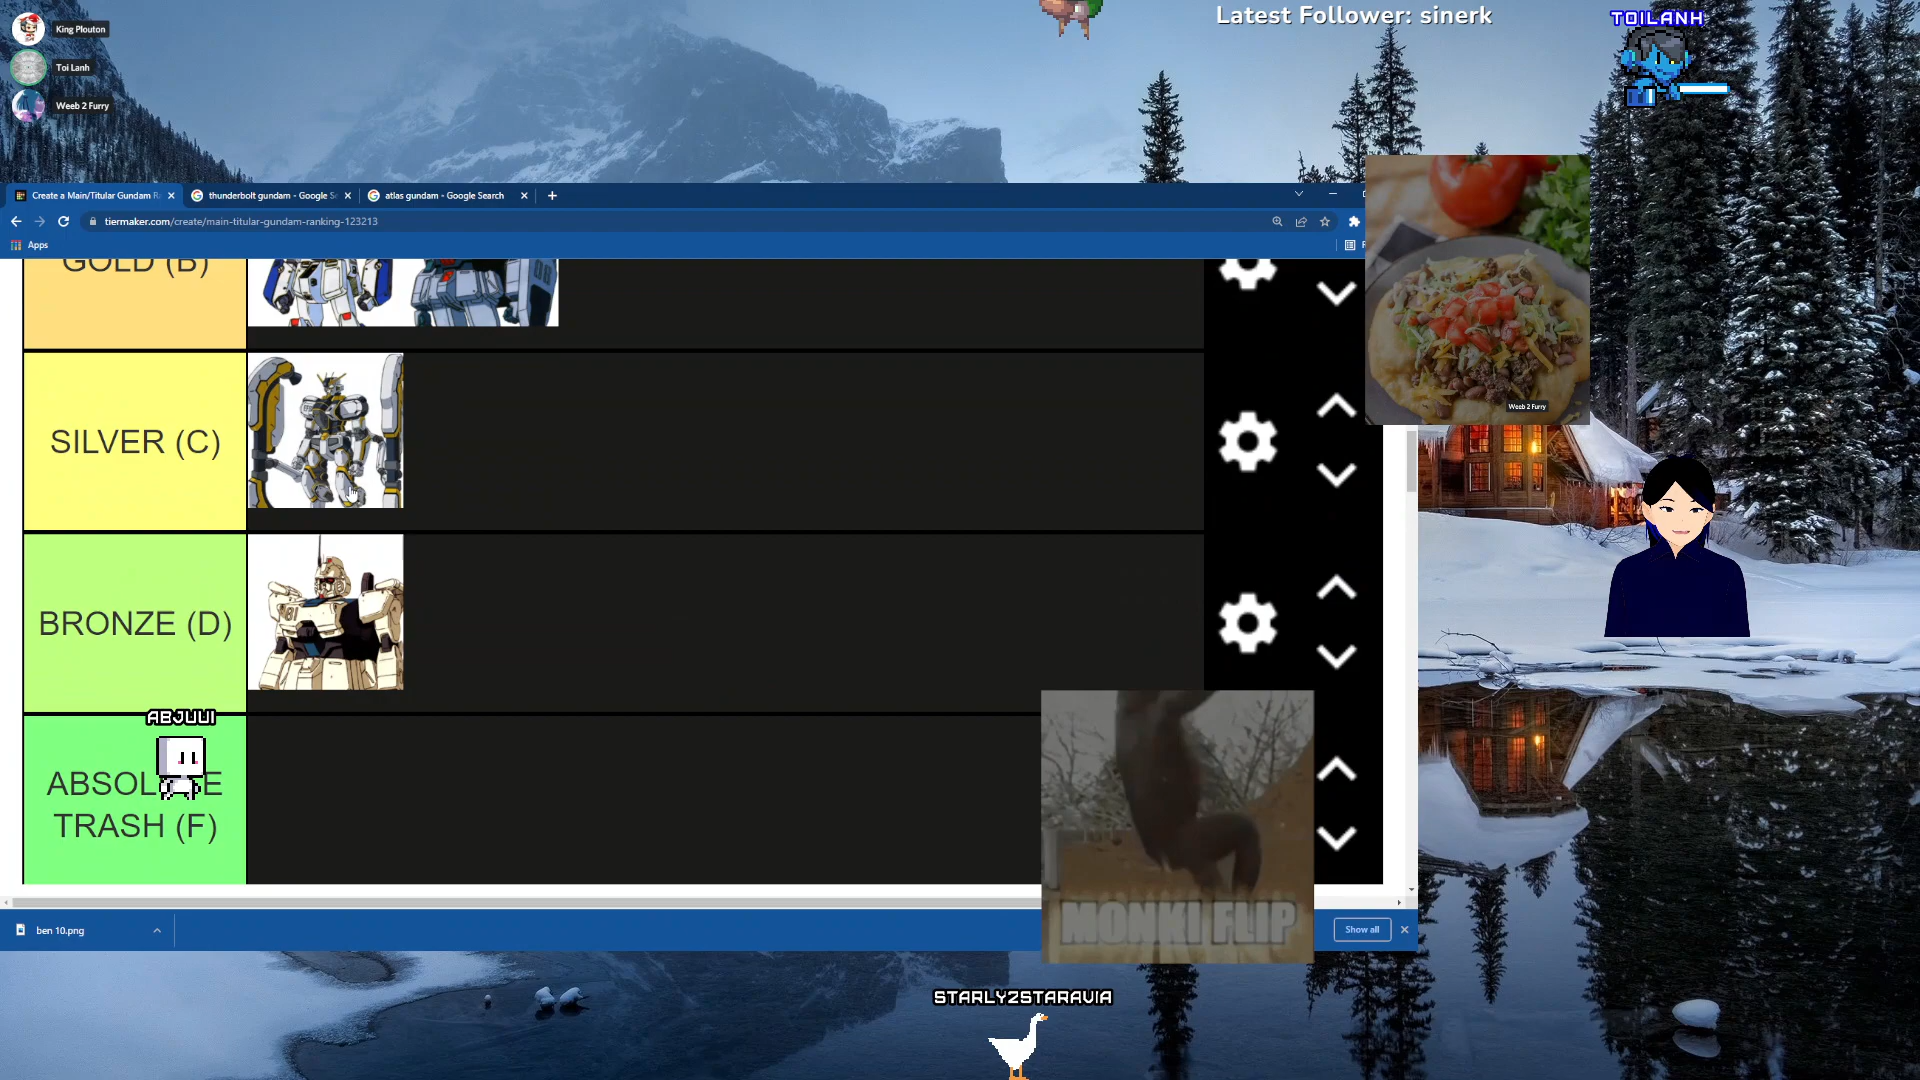 King Plouton
Toi Lanh
Weeb 2 Furry
Latest Follower: sinerk
TOILANH
Create a Main/Titular Gundam R
thunderbolt gundam - Google S
atlas gundam - Google Search
tiermaker.com/create/main-titular-gundam-ranking-123213
Apps
GOLD (B)
SILVER (C)
Weeb 2 Furry
BRONZE (D)
ABJUUI
ABSOL E
TRASH (F)
MONKI FLIP
ben 10.png
Show all
STARLY2STARAVIA